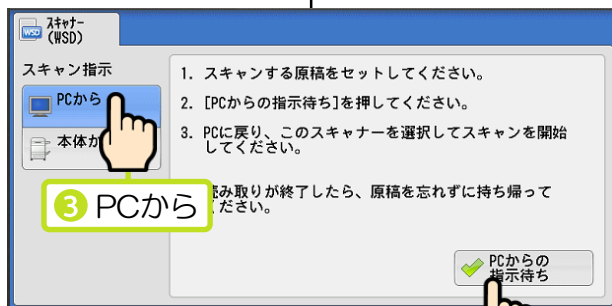 スキャナー
(WSD)
WSD
スキャン指示
PCから
本体か
1. スキャンする原稿をセットしてください。
2. [PCからの指示待ち]を押してください。
3. PCに戻り、このスキャナーを選択してスキャンを開始
してください。
読み取りが終了したら、原稿を忘れずに持ち帰って
ください。
❸ PCから
PCからの
指示待ち